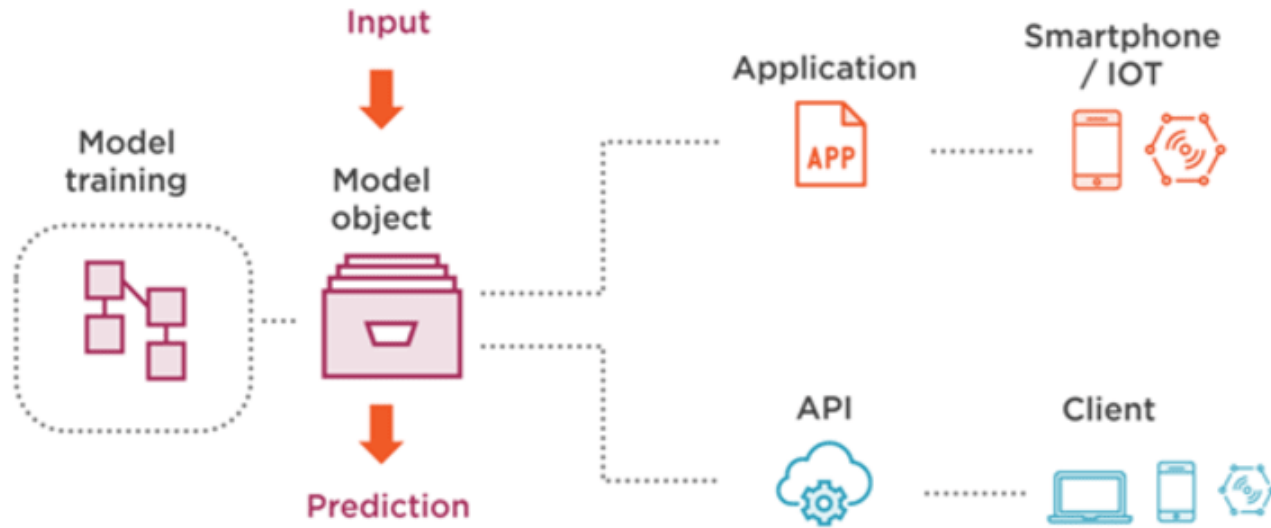 Input
Application
Smartphone
/ IOT
APP
Model
training
Model
object
API
Client
Prediction